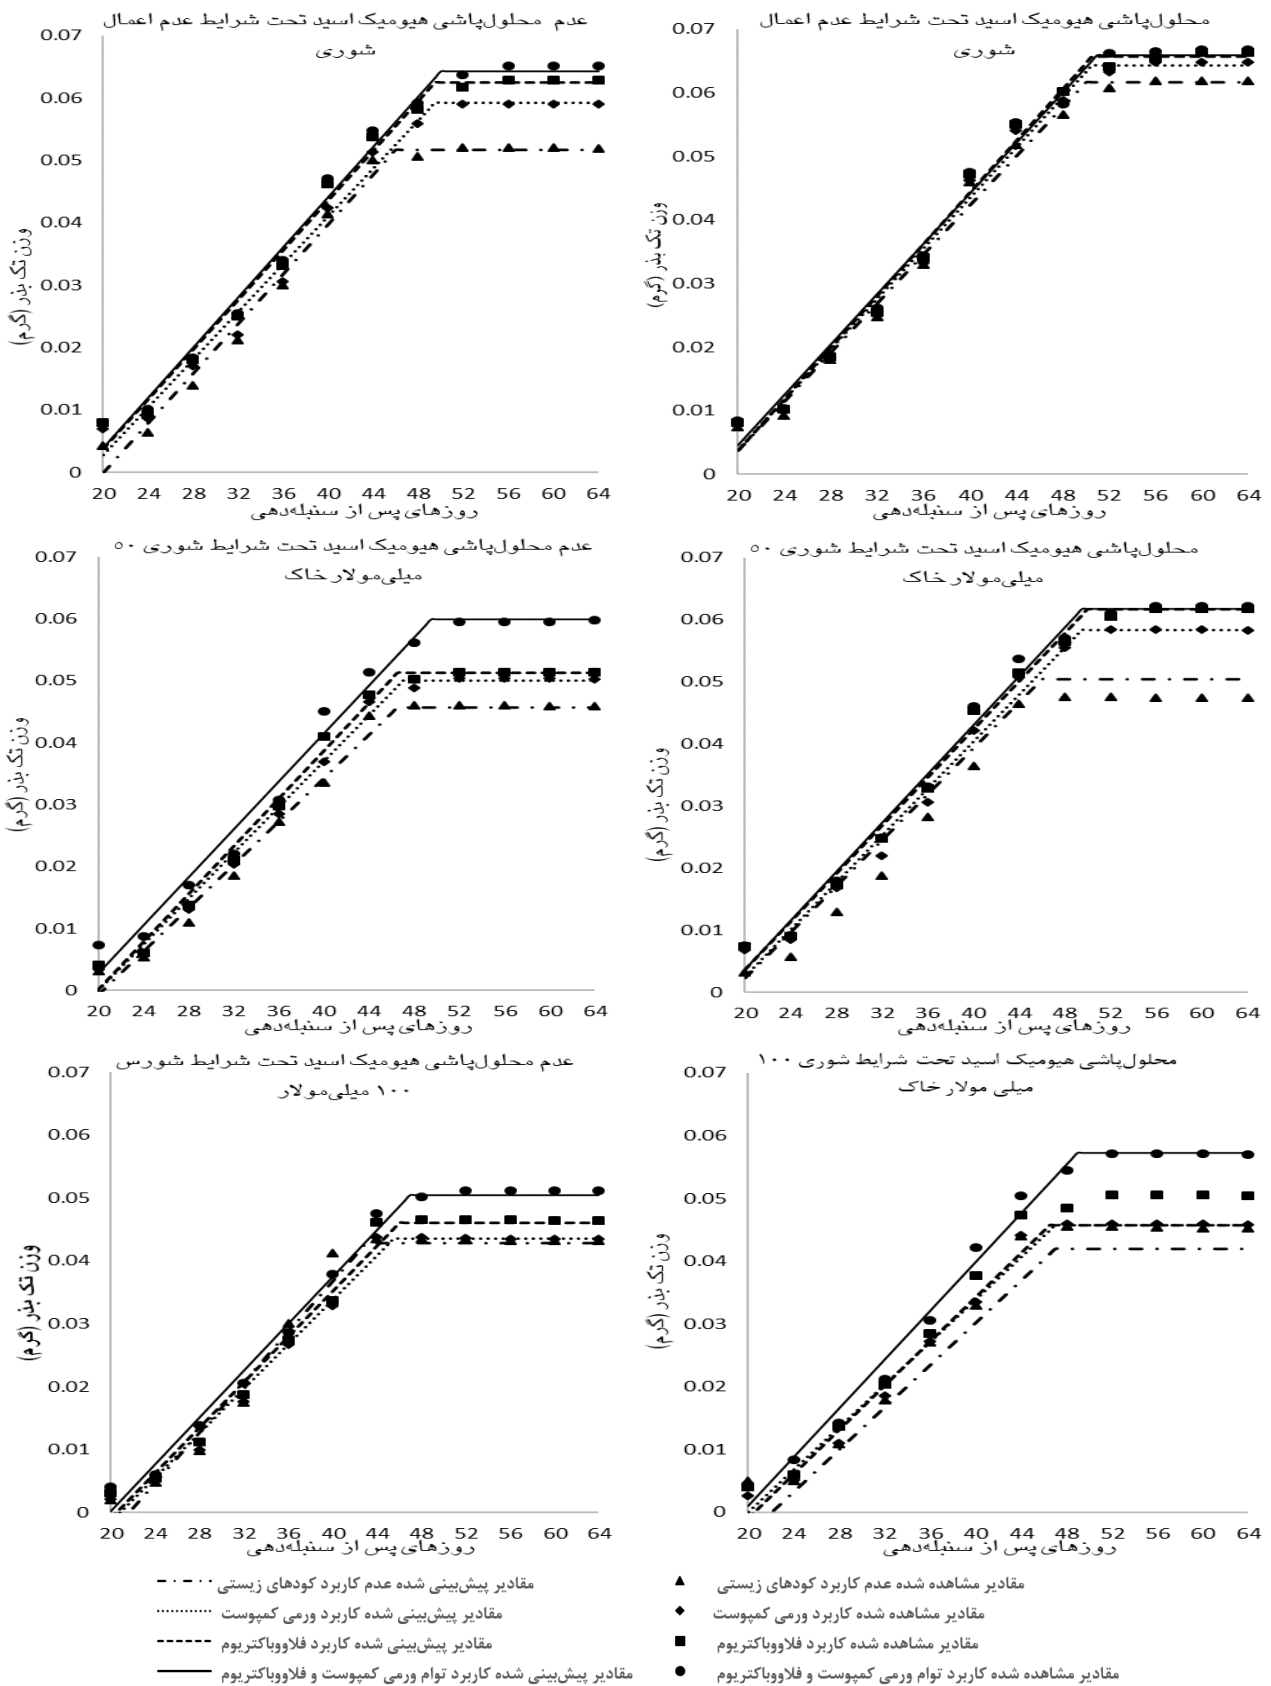 عدم محلول‌پاشی هیومیک اسید تحت شرایط عدم اعمال
شوری
0.07
0.06
0.05
0.04
0.03
0.02
0.01
0
وزن تک بذر (گرم)
20 24 28 32 36 40 44 48 52 56 60 64
روزهای پس از سنبله‌دهی
محلول‌پاشی هیومیک اسید تحت شرایط عدم اعمال
شوری
0.07
0.06
0.05
0.04
0.03
0.02
0.01
0
وزن تک بذر (گرم)
20 24 28 32 36 40 44 48 52 56 60 64
روزهای پس از سنبله‌دهی
عدم محلول‌پاشی هیومیک اسید تحت شرایط شوری ۵۰
میلی‌مولار خاک
0.07
0.06
0.05
0.04
0.03
0.02
0.01
0
وزن تک بذر (گرم)
20 24 28 32 36 40 44 48 52 56 60 64
روزهای پس از سنبله‌دهی
محلول‌پاشی هیومیک اسید تحت شرایط شوری ۵۰
میلی‌مولار خاک
0.07
0.06
0.05
0.04
0.03
0.02
0.01
0
وزن تک بذر (گرم)
20 24 28 32 36 40 44 48 52 56 60 64
روزهای پس از سنبله‌دهی
عدم محلول‌پاشی هیومیک اسید تحت شرایط شورس
۱۰۰ میلی‌مولار
0.07
0.06
0.05
0.04
0.03
0.02
0.01
0
وزن تک بذر (گرم)
20 24 28 32 36 40 44 48 52 56 60 64
روزهای پس از سنبله‌دهی
محلول‌پاشی هیومیک اسید تحت شرایط شوری ۱۰۰
میلی مولار خاک
0.07
0.06
0.05
0.04
0.03
0.02
0.01
0
وزن تک بذر (گرم)
20 24 28 32 36 40 44 48 52 56 60 64
روزهای پس از سنبله‌دهی
مقادیر مشاهده شده عدم کاربرد کودهای زیستی
مقادیر پیش‌بینی شده عدم کاربرد کودهای زیستی
مقادیر مشاهده شده کاربرد ورمی کمپوست
مقادیر پیش‌بینی شده کاربرد ورمی کمپوست
مقادیر مشاهده شده کاربرد فلاووباکتریوم
مقادیر پیش‌بینی شده کاربرد فلاووباکتریوم
مقادیر مشاهده شده کاربرد توام ورمی کمپوست و فلاووباکتریوم
مقادیر پیش‌بینی شده کاربرد توام ورمی کمپوست و فلاووباکتریوم